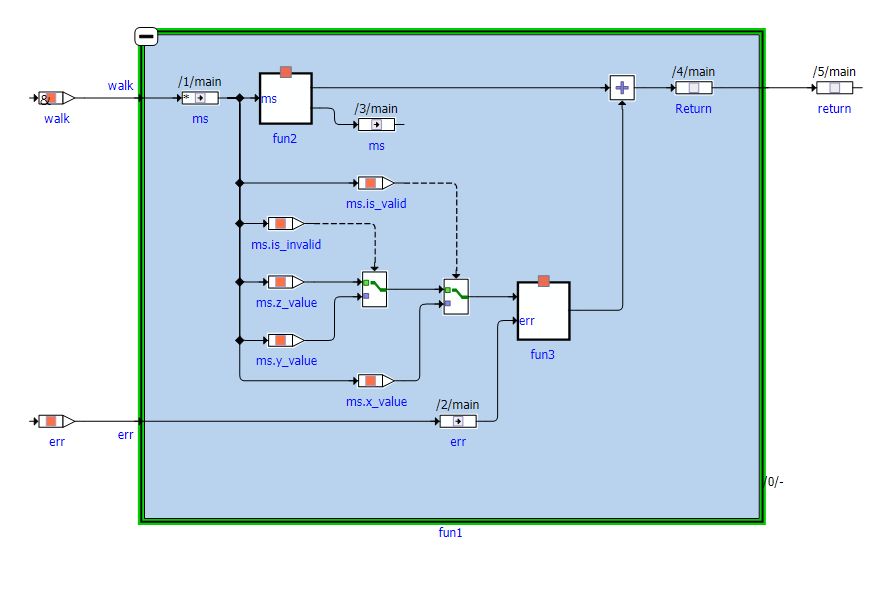 /1/main
/4/main
/5/main
walk
ms
* 
&
walk
ms
Return
return
/3/main
fun2
ms
ms.is_valid
ms.is_invalid
ms.z_value
err
fun3
ms.y_value
ms.x_value
/2/main
err
err
err
/0/-
fun1